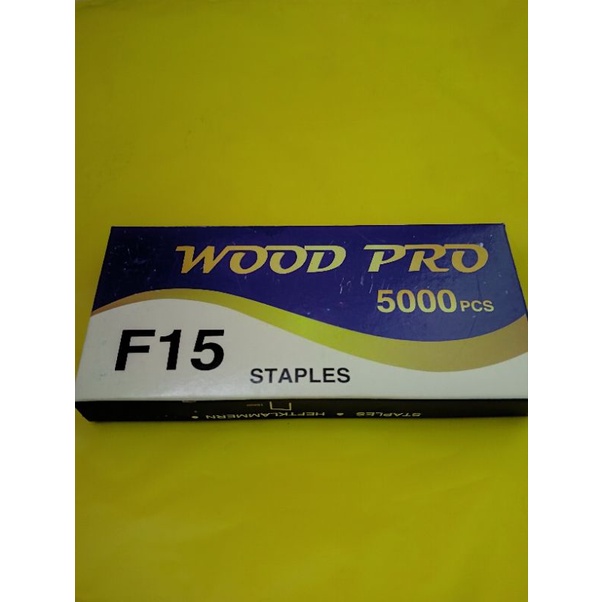 WOOD PRO
5000PCS
F15
STAPLES
STAPLES • HEFTKLAMMERN •